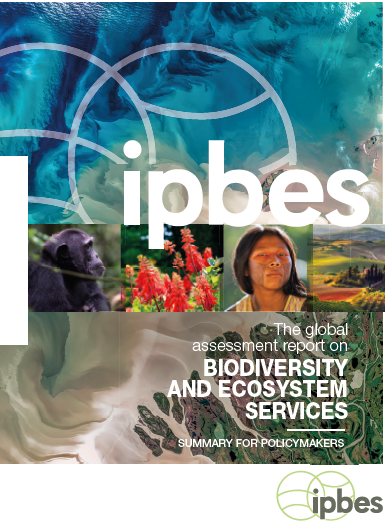 ipbes
The global
assessment report on
BIODIVERSITY
AND ECOSYSTEM
SERVICES
SUMMARY FOR POLICYMAKERS
ipbes